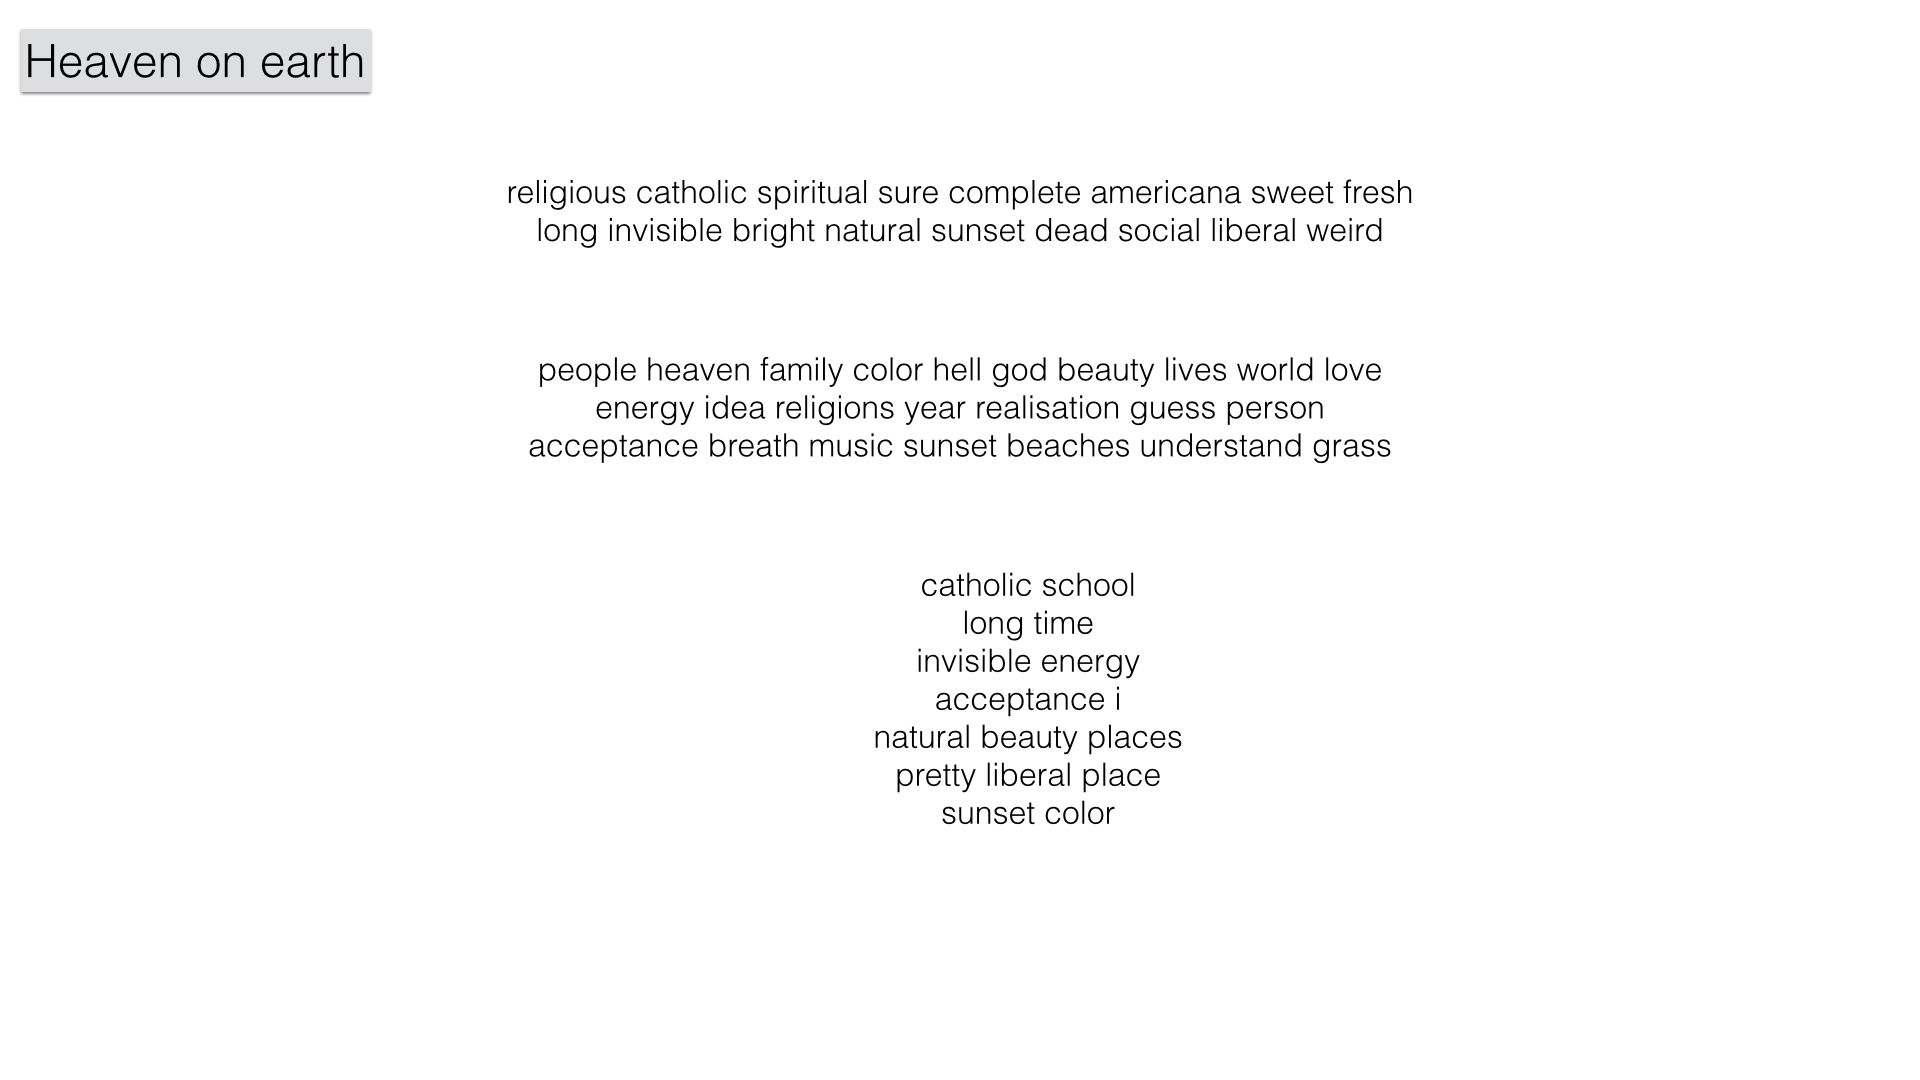 Heaven on earth
religious catholic spiritual sure complete americana sweet fresh
long invisible bright natural sunset dead social liberal weird
people heaven family color hell god beauty lives world love
energy idea religions year realisation guess person
acceptance breath music sunset beaches understand grass
catholic school
long time
invisible energy
acceptance i
natural beauty places
pretty liberal place
sunset color